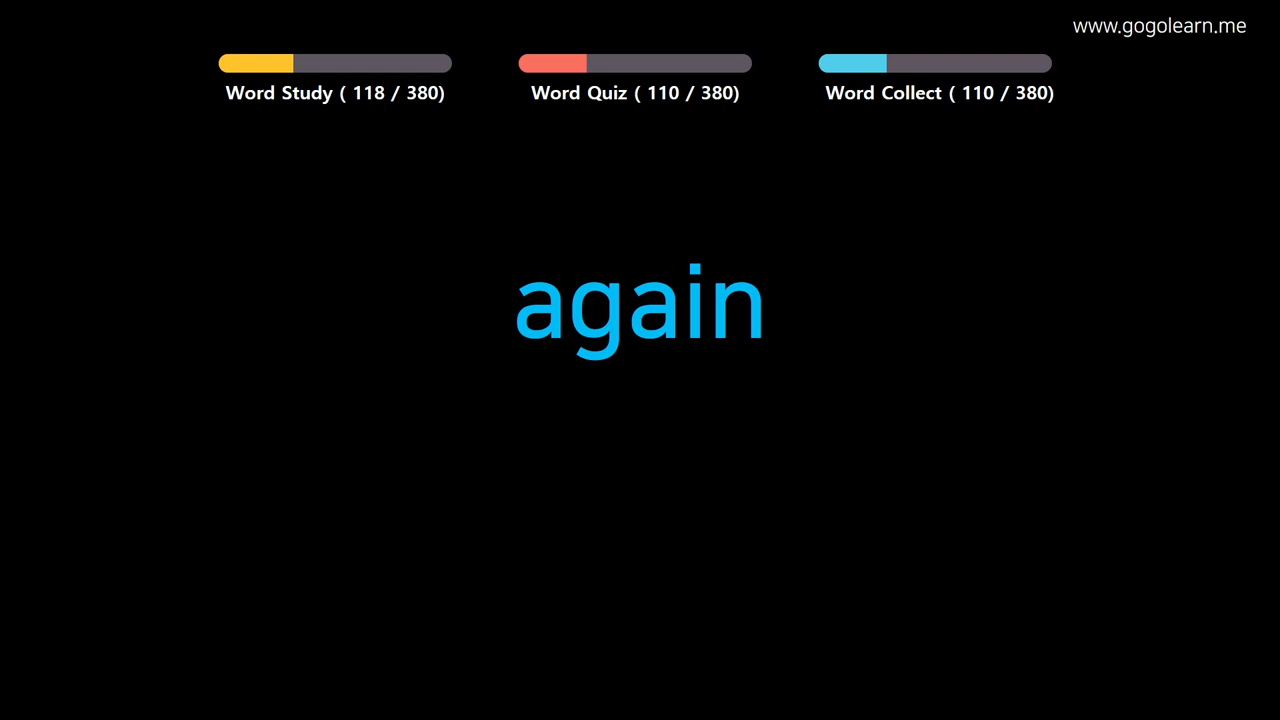 www.gogolearn.me
Word Study ( 118 / 380)
Word Quiz ( 110 / 380)
Word Collect ( 110 / 380)
again